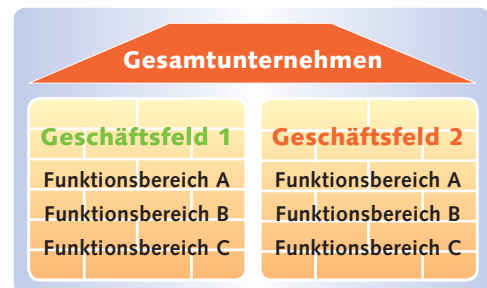 Gesamtunternehmen
Geschäftsfeld 1
Funktionsbereich A
Funktionsbereich B
Funktionsbereich C
Geschäftsfeld 2
Funktionsbereich A
Funktionsbereich B
Funktionsbereich C